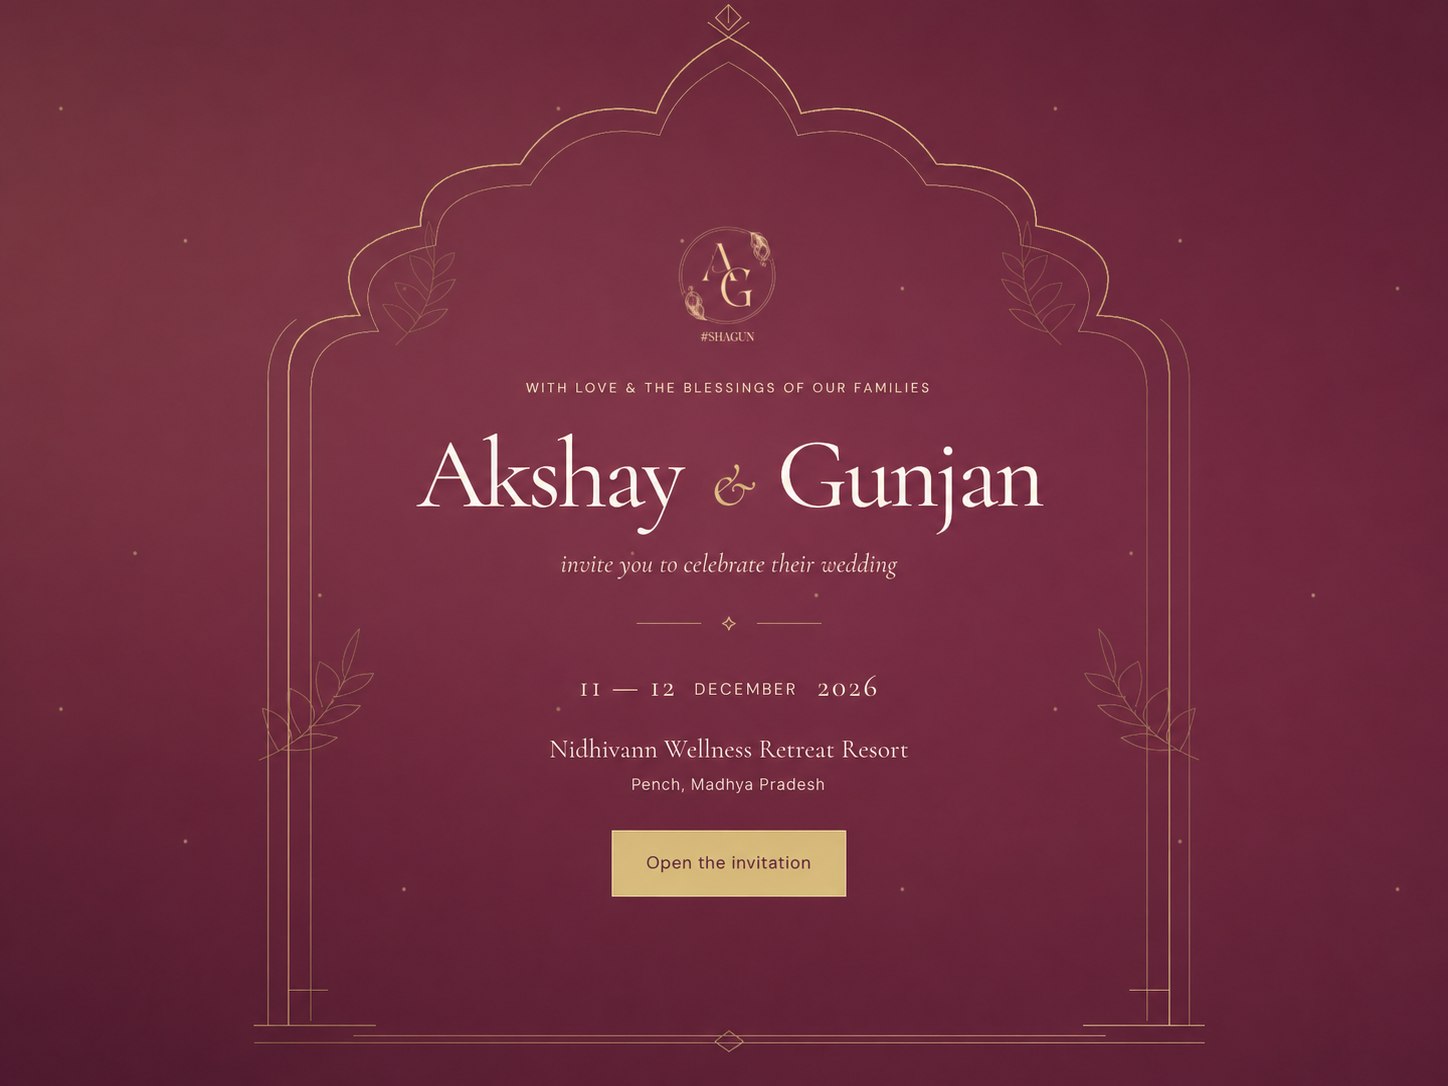 AG
#SHAGUN
WITH LOVE & THE BLESSINGS OF OUR FAMILIES
Akshay & Gunjan
invite you to celebrate their wedding
11 — 12 DECEMBER 2026
Nidhivann Wellness Retreat Resort
Pench, Madhya Pradesh
Open the invitation